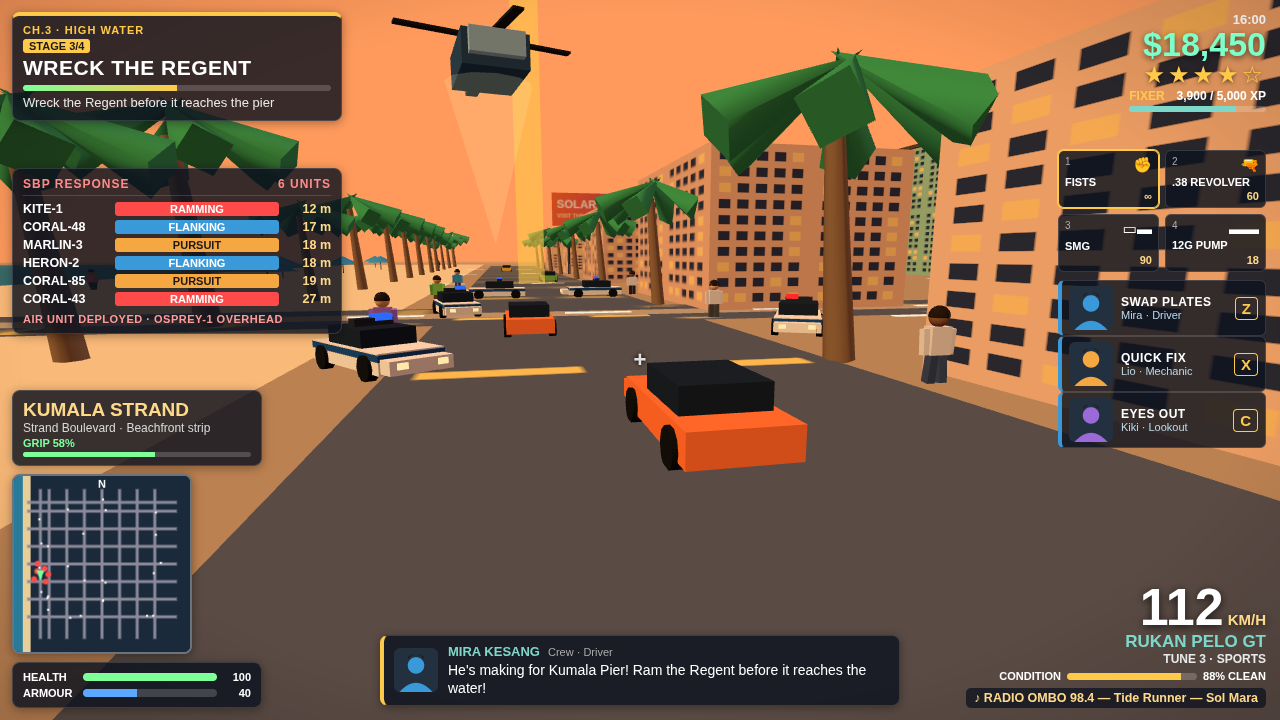 CH.3 · HIGH WATER
STAGE 3/4
WRECK THE REGENT
Wreck the Regent before it reaches the pier
SBP RESPONSE 6 UNITS
KITE-1 RAMMING 12 m
CORAL-48 FLANKING 17 m
MARLIN-3 PURSUIT 18 m
HERON-2 FLANKING 18 m
CORAL-85 PURSUIT 19 m
CORAL-43 RAMMING 27 m
AIR UNIT DEPLOYED · OSPREY-1 OVERHEAD
KUMALA STRAND
Strand Boulevard · Beachfront strip
GRIP 58%
N
HEALTH 100
ARMOUR 40
SOLAR
VISIT
MIRA KESANG Crew · Driver
He's making for Kumala Pier! Ram the Regent before it reaches the
water!
16:00
$18,450
★★★★☆
FIXER 3,900 / 5,000 XP
1 FISTS ∞
2 .38 REVOLVER 60
3 SMG 90
4 12G PUMP 18
SWAP PLATES
Mira · Driver
Z
QUICK FIX
Lio · Mechanic
X
EYES OUT
Kiki · Lookout
C
112 KM/H
RUKAN PELO GT
TUNE 3 · SPORTS
CONDITION 88% CLEAN
♪ RADIO OMBO 98.4 — Tide Runner — Sol Mara